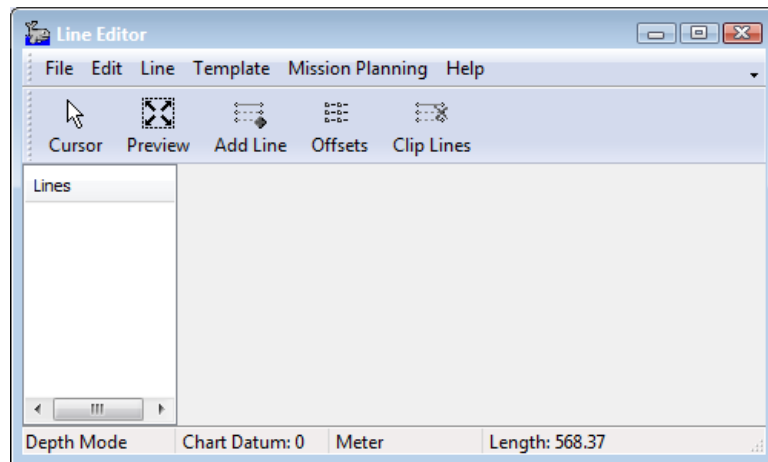 Line Editor
File Edit Line Template Mission Planning Help
Cursor Preview Add Line Offsets Clip Lines
Lines
Depth Mode Chart Datum: 0 Meter Length: 568.37